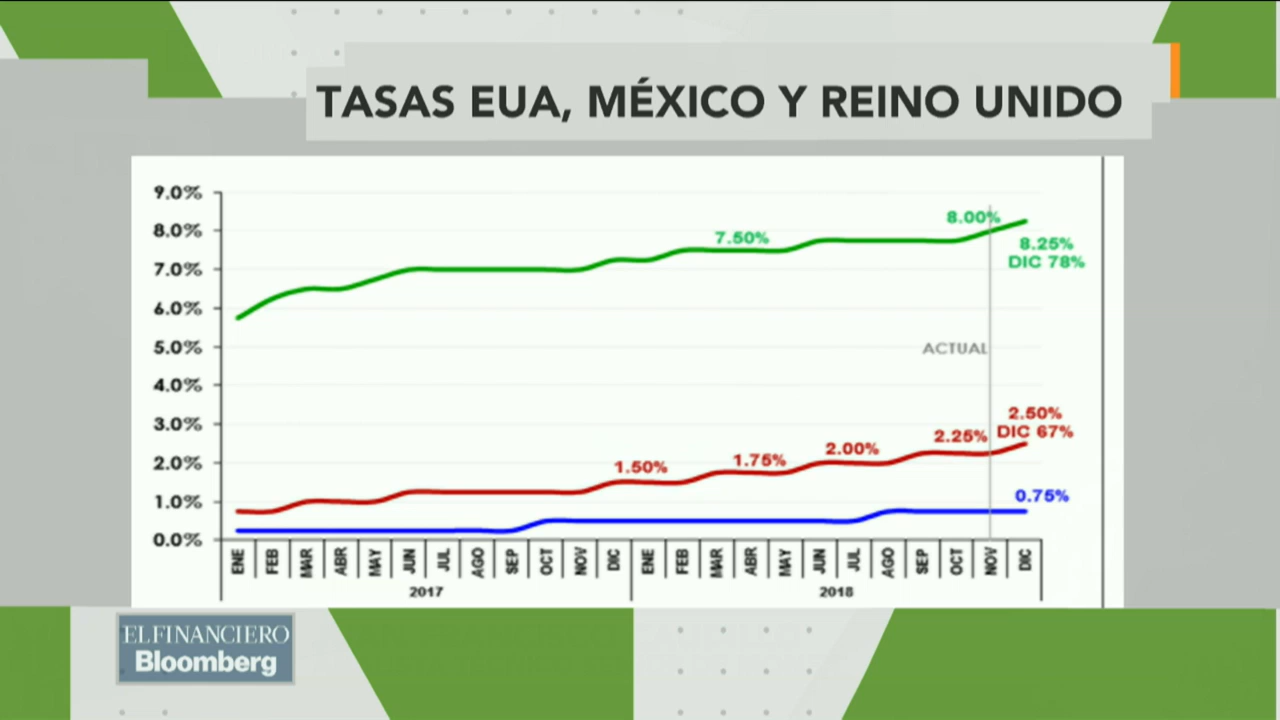 TASAS EUA, MÉXICO Y REINO UNIDO
9.0%
8.0%
7.0%
6.0%
5.0%
4.0%
3.0%
2.0%
1.0%
0.0%
7.50%
8.00%
8.25%
DIC 78%
ACTUAL
1.50%
1.75%
2.00%
2.25%
2.50%
DIC 67%
0.75%
ENE FEB MAR ABR MAY JUN JUL AGO SEP OCT NOV DIC ENE FEB MAR ABR MAY JUN JUL AGO SEP OCT NOV DIC
2017 2018
EL FINANCIERO
Bloomberg